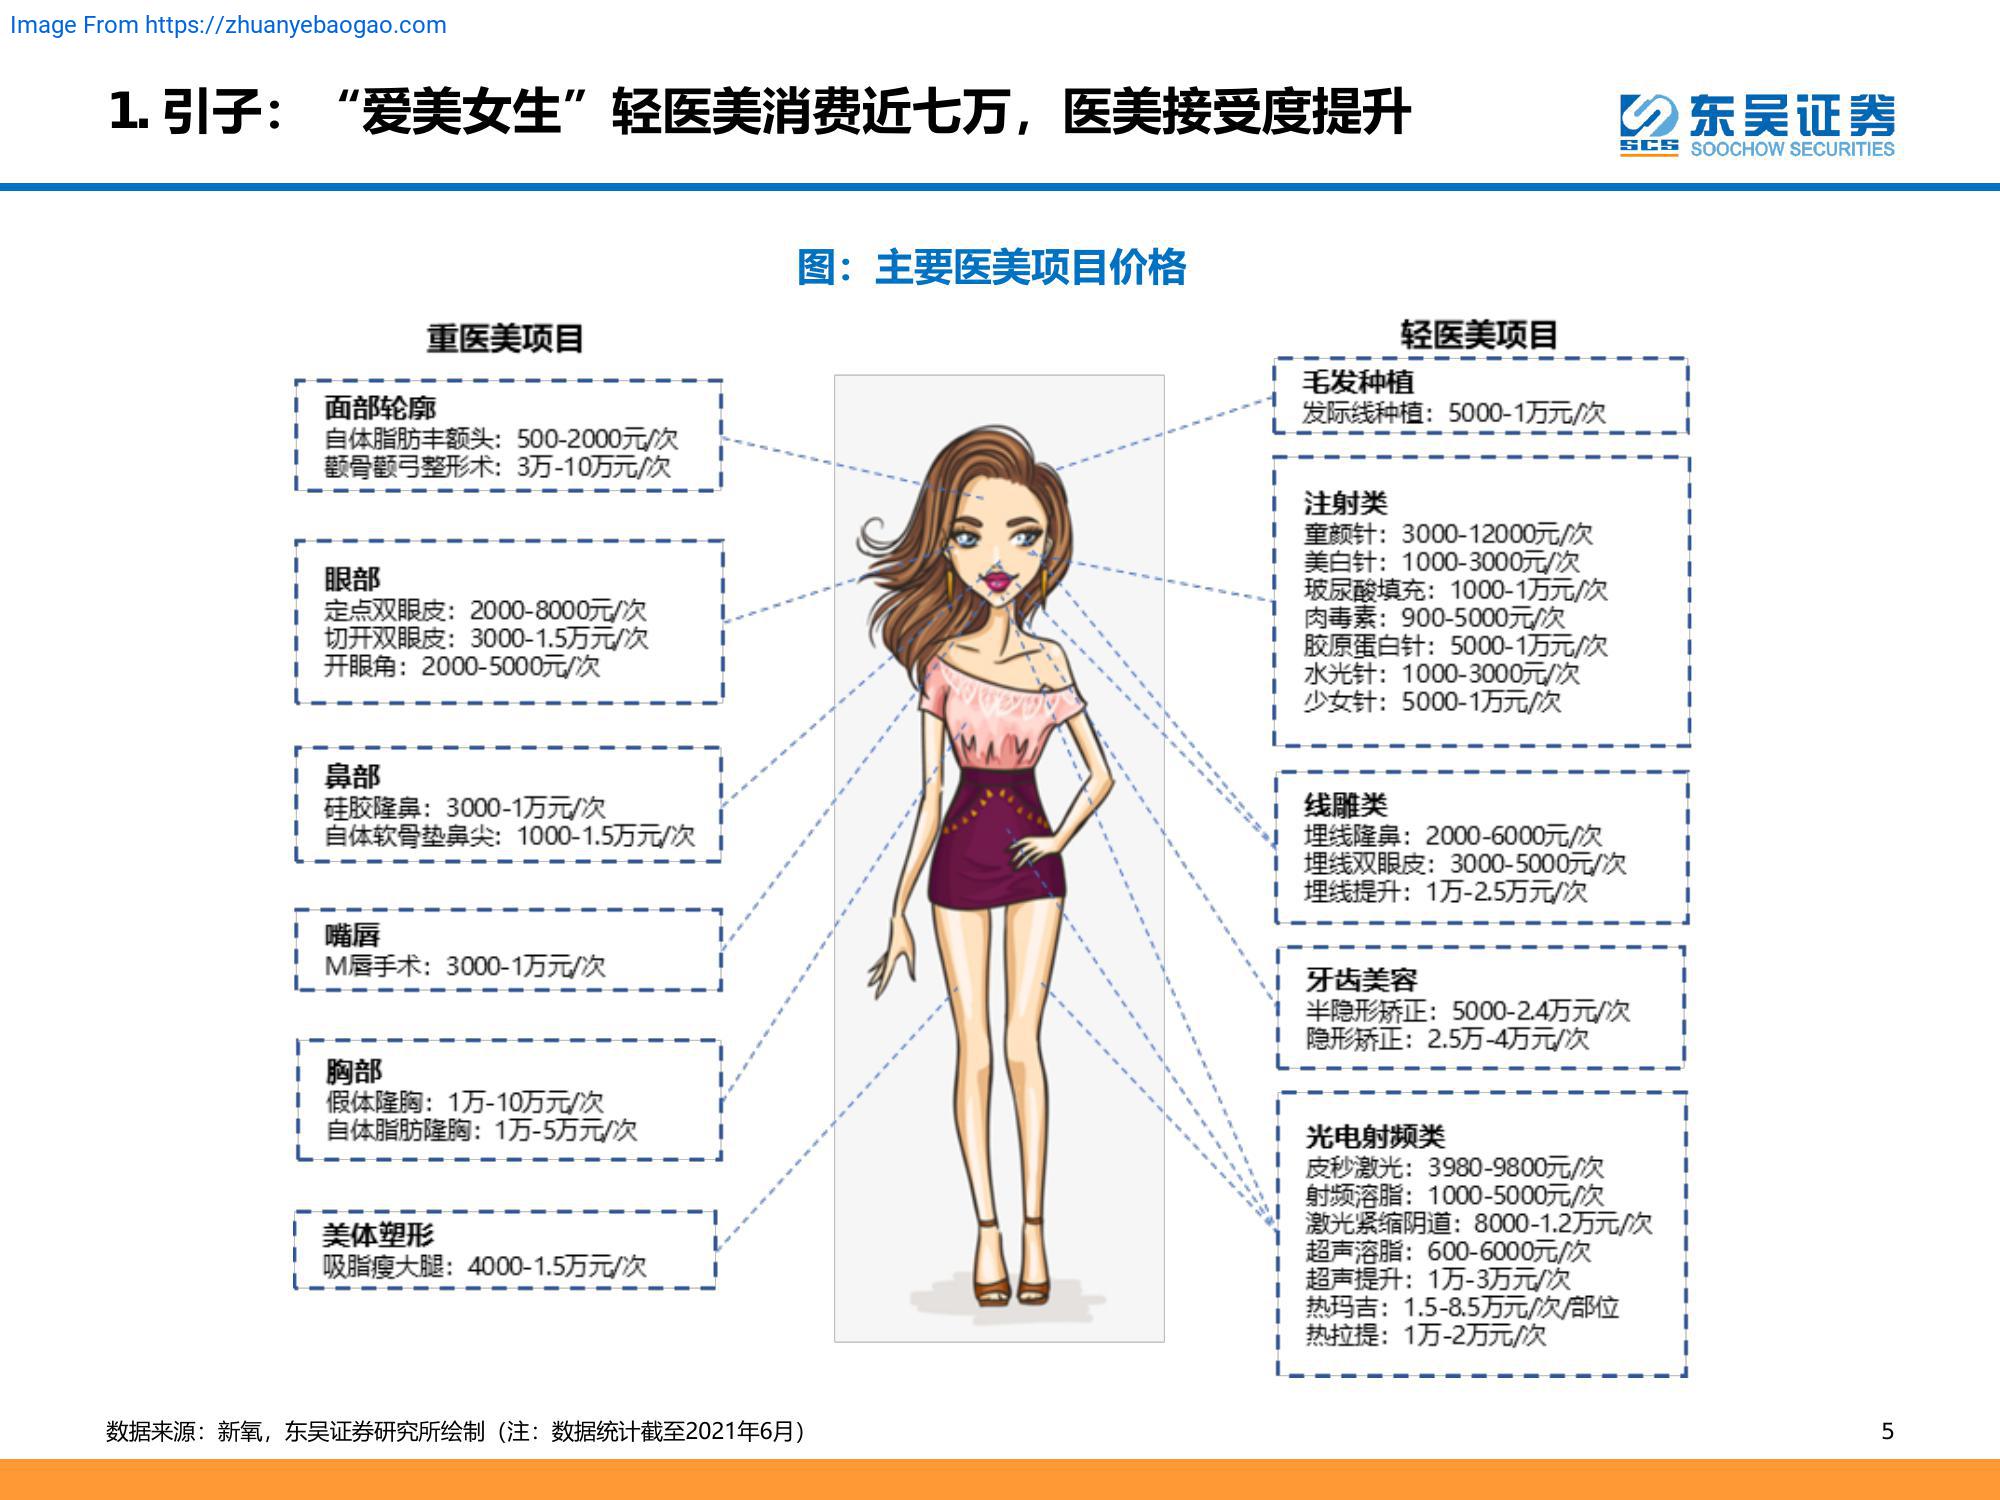 Image From https://zhuanyebaogao.com
1. 引子：“爱美女生”轻医美消费近七万，医美接受度提升
东吴证券
SCS
SOOCHOW SECURITIES
图：主要医美项目价格
重医美项目
面部轮廓
自体脂肪丰额头：500-2000元/次
颧骨颧弓整形术：3万-10万元/次
眼部
定点双眼皮：2000-8000元/次
切开双眼皮：3000-1.5万元/次
开眼角：2000-5000元/次
鼻部
硅胶隆鼻：3000-1万元/次
自体软骨垫鼻尖：1000-1.5万元/次
嘴唇
M唇手术：3000-1万元/次
胸部
假体隆胸：1万-10万元/次
自体脂肪隆胸：1万-5万元/次
美体塑形
吸脂瘦大腿：4000-1.5万元/次
轻医美项目
毛发种植
发际线种植：5000-1万元/次
注射类
童颜针：3000-12000元/次
美白针：1000-3000元/次
玻尿酸填充：1000-1万元/次
肉毒素：900-5000元/次
胶原蛋白针：5000-1万元/次
水光针：1000-3000元/次
少女针：5000-1万元/次
线雕类
埋线隆鼻：2000-6000元/次
埋线双眼皮：3000-5000元/次
埋线提升：1万-2.5万元/次
牙齿美容
半隐形矫正：5000-2.4万元/次
隐形矫正：2.5万-4万元/次
光电射频类
皮秒激光：3980-9800元/次
射频溶脂：1000-5000元/次
激光紧缩阴道：8000-1.2万元/次
超声溶脂：600-6000元/次
超声提升：1万-3万元/次
热玛吉：1.5-8.5万元/次/部位
热拉提：1万-2万元/次
数据来源：新氧，东吴证券研究所绘制（注：数据统计截至2021年6月）
5